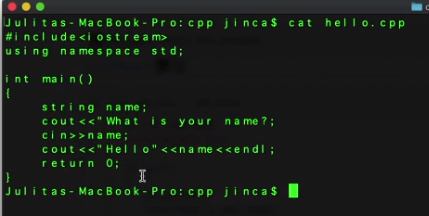 Julitas-MacBook-Pro:cpp jinca$ cat hello.cpp
#include<iostream>
using namespace std;
int main()
{
string name;
cout<<"What is your name?;
cin>>name;
cout<<"Hello"<<name<<endl;
return 0;
}
Julitas-MacBook-Pro:cpp jinca$